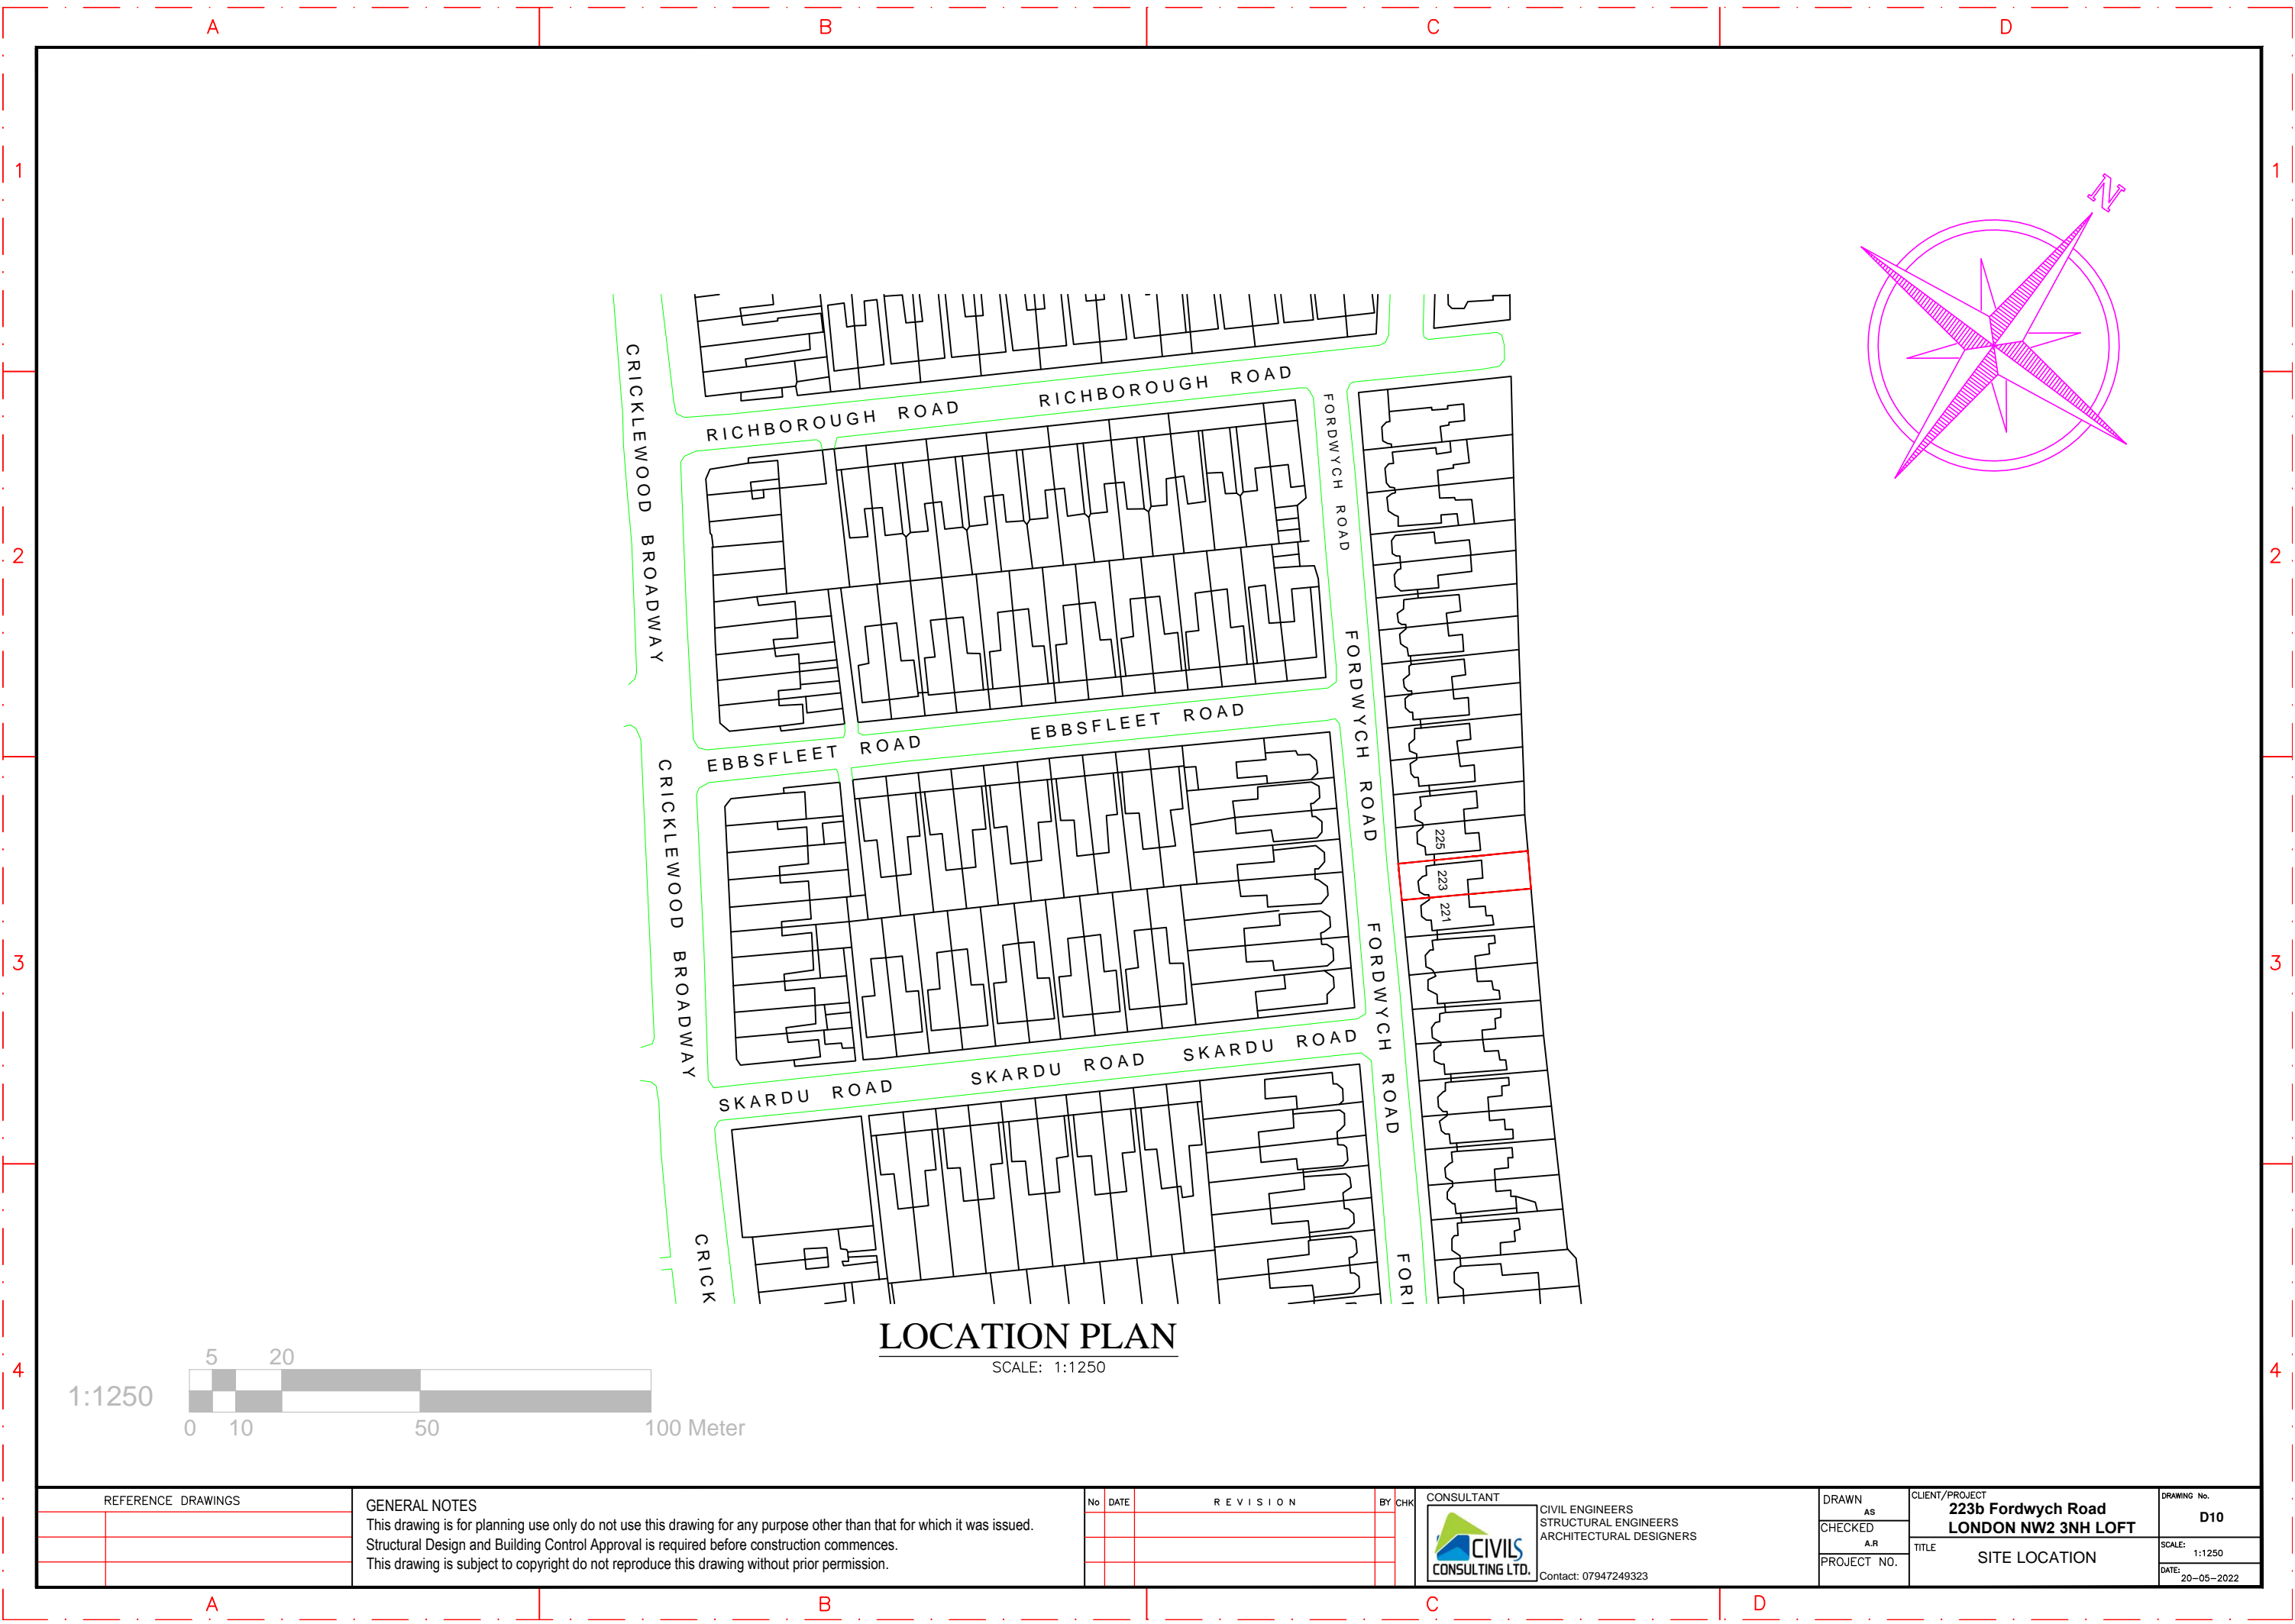 A B C D
1 1
N
CRICKLEWOOD BROADWAY
RICHBOROUGH ROAD RICHBOROUGH ROAD
FORDWYCH ROAD
2 2
FORDWYCH ROAD
EBBSFLEET ROAD EBBSFLEET ROAD
CRICKLEWOOD BROADWAY
225
223
221
3 3
FORDWYCH ROAD
SKARDU ROAD SKARDU ROAD SKARDU ROAD
CRICK
FOR
LOCATION PLAN
SCALE: 1:1250
4 4
5 20
1:1250
0 10 50 100 Meter
REFERENCE DRAWINGS
GENERAL NOTES
This drawing is for planning use only do not use this drawing for any purpose other than that for which it was issued.
Structural Design and Building Control Approval is required before construction commences.
This drawing is subject to copyright do not reproduce this drawing without prior permission.
No DATE REVISION BY CHK
CONSULTANT
CIVILS
CONSULTING LTD.
CIVIL ENGINEERS
STRUCTURAL ENGINEERS
ARCHITECTURAL DESIGNERS
Contact: 07947249323
DRAWN
AS
CHECKED
A.R
PROJECT NO.
CLIENT/PROJECT
223b Fordwych Road
LONDON NW2 3NH LOFT
TITLE
SITE LOCATION
DRAWING No.
D10
SCALE:
1:1250
DATE:
20-05-2022
A B C D